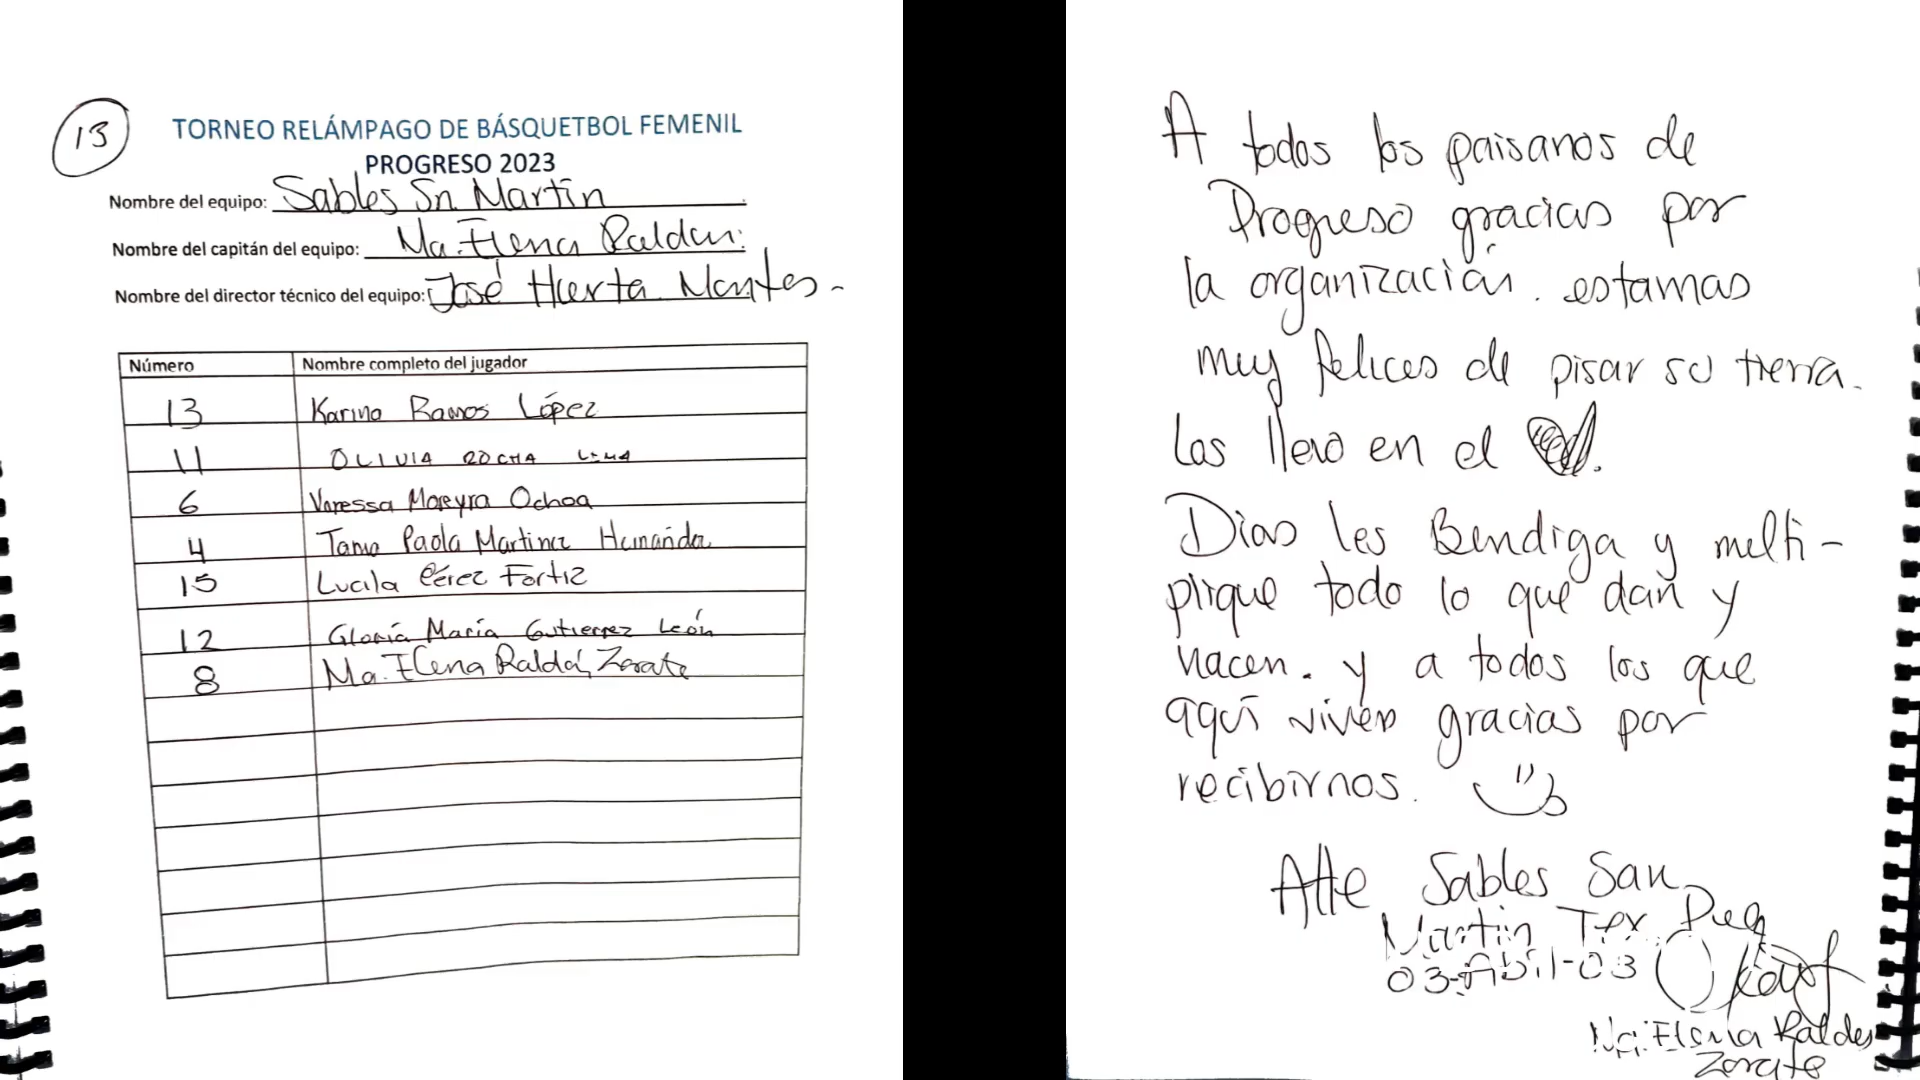 13
TORNEO RELÁMPAGO DE BÁSQUETBOL FEMENIL
PROGRESO 2023
Nombre del equipo: Sables Sn. Martin
Nombre del capitán del equipo: Ma. Elena Raldan.
Nombre del director técnico del equipo: José Huerta Montes.
Número Nombre completo del jugador
13 Karina Ramos López
11 OLIVIA ROCHA LIMA
6 Vanessa Moreyra Ochoa
4 Tania Paola Martinez Hernández
15 Lucila Pérez Fortiz
12 Gloria María Gutierrez León
8 Ma. Elena Raldán Zarate
A todos los paisanos de
Progreso gracias por
la organización. estamos
muy felices de pisar su tierra.
Los llevo en el
Dios les Bendiga y multi-
plique todo lo que dan y
hacen. y a todos los que
aquí viven gracias por
recibirnos.
Atte Sables San
Martin Tex Pue
03-Abil-03
Ma. Elena Raldes
Zarate